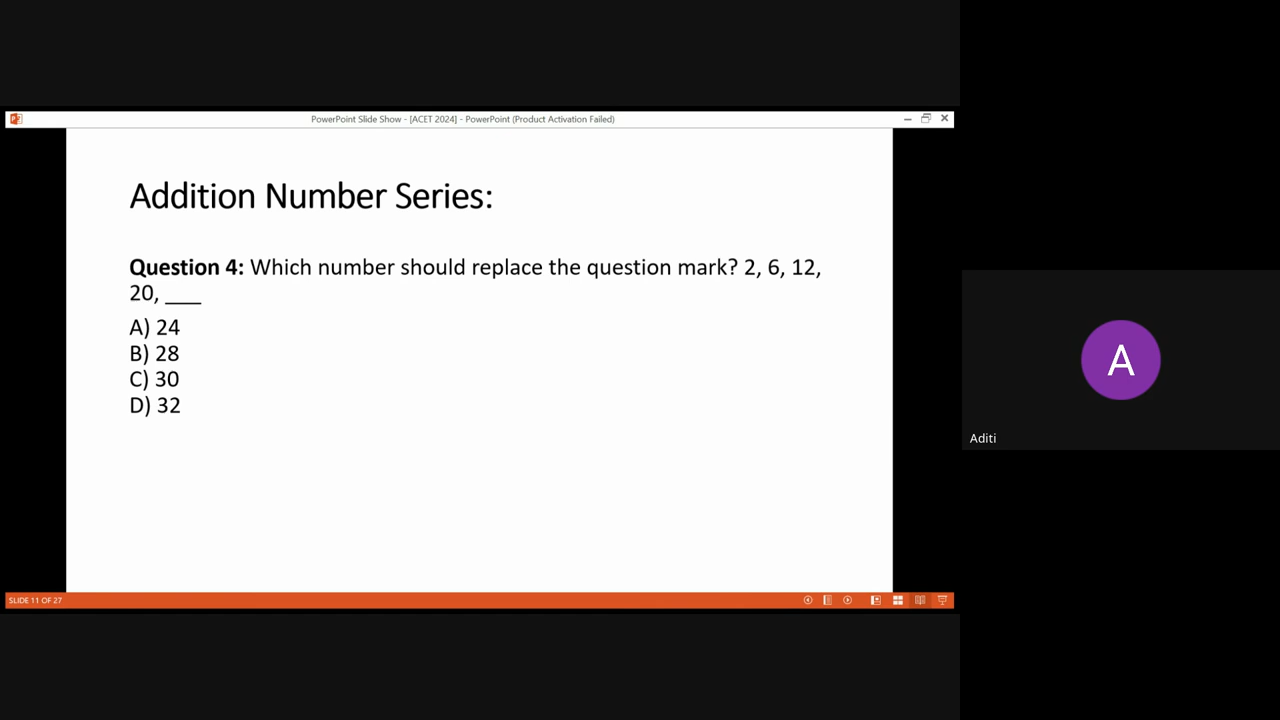 PowerPoint Slide Show - [ACET 2024] - PowerPoint (Product Activation Failed)
Addition Number Series:
Question 4: Which number should replace the question mark? 2, 6, 12,
20, ___
A) 24
B) 28
C) 30
D) 32
A
Aditi
SLIDE 11 OF 27